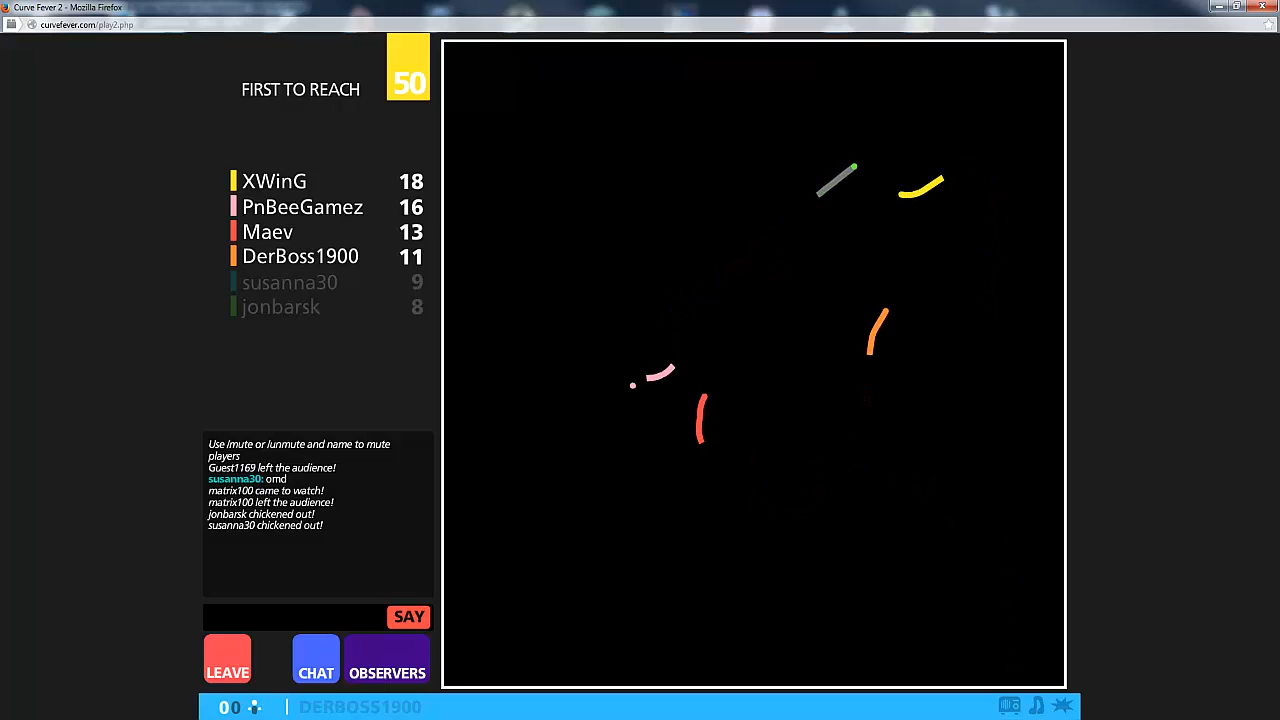 Curve Fever 2 - Mozilla Firefox
curvefever.com/play2.php
FIRST TO REACH 50
XWinG 18
PnBeeGamez 16
Maev 13
DerBoss1900 11
susanna30 9
jonbarsk 8
Use /mute or /unmute and name to mute
players
Guest1169 left the audience!
susanna30: omd
matrix100 came to watch!
matrix100 left the audience!
jonbarsk chickened out!
susanna30 chickened out!
SAY
LEAVE CHAT OBSERVERS
00 DERBOSS1900